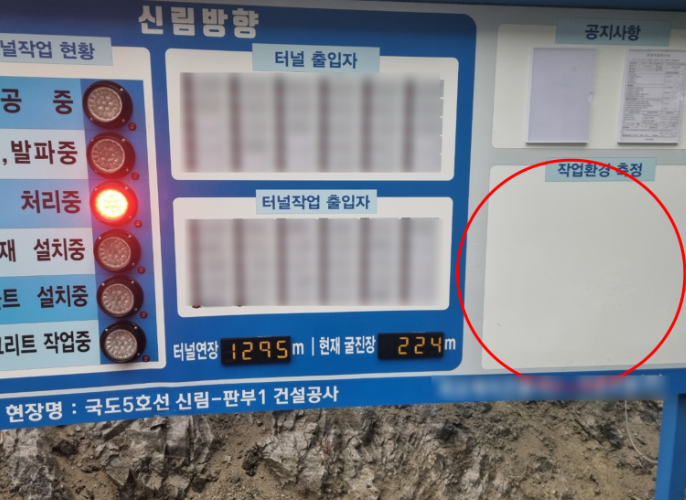 신림방향
널작업 현황
공 중
, 발파중
처리중
재 설치중
트 설치중
크리트 작업중
터널 출입자
터널작업 출입자
터널연장 1295 m | 현재 굴진장 224 m
공지사항
작업환경 측정
현장명 : 국도5호선 신림-판부1 건설공사